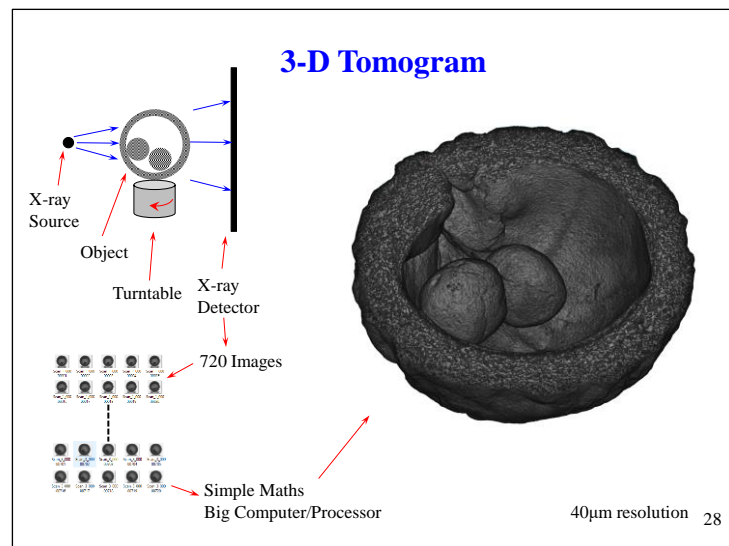 3-D Tomogram
X-ray
Source
Object
Turntable
X-ray
Detector
720 Images
Simple Maths
Big Computer/Processor
40μm resolution
28